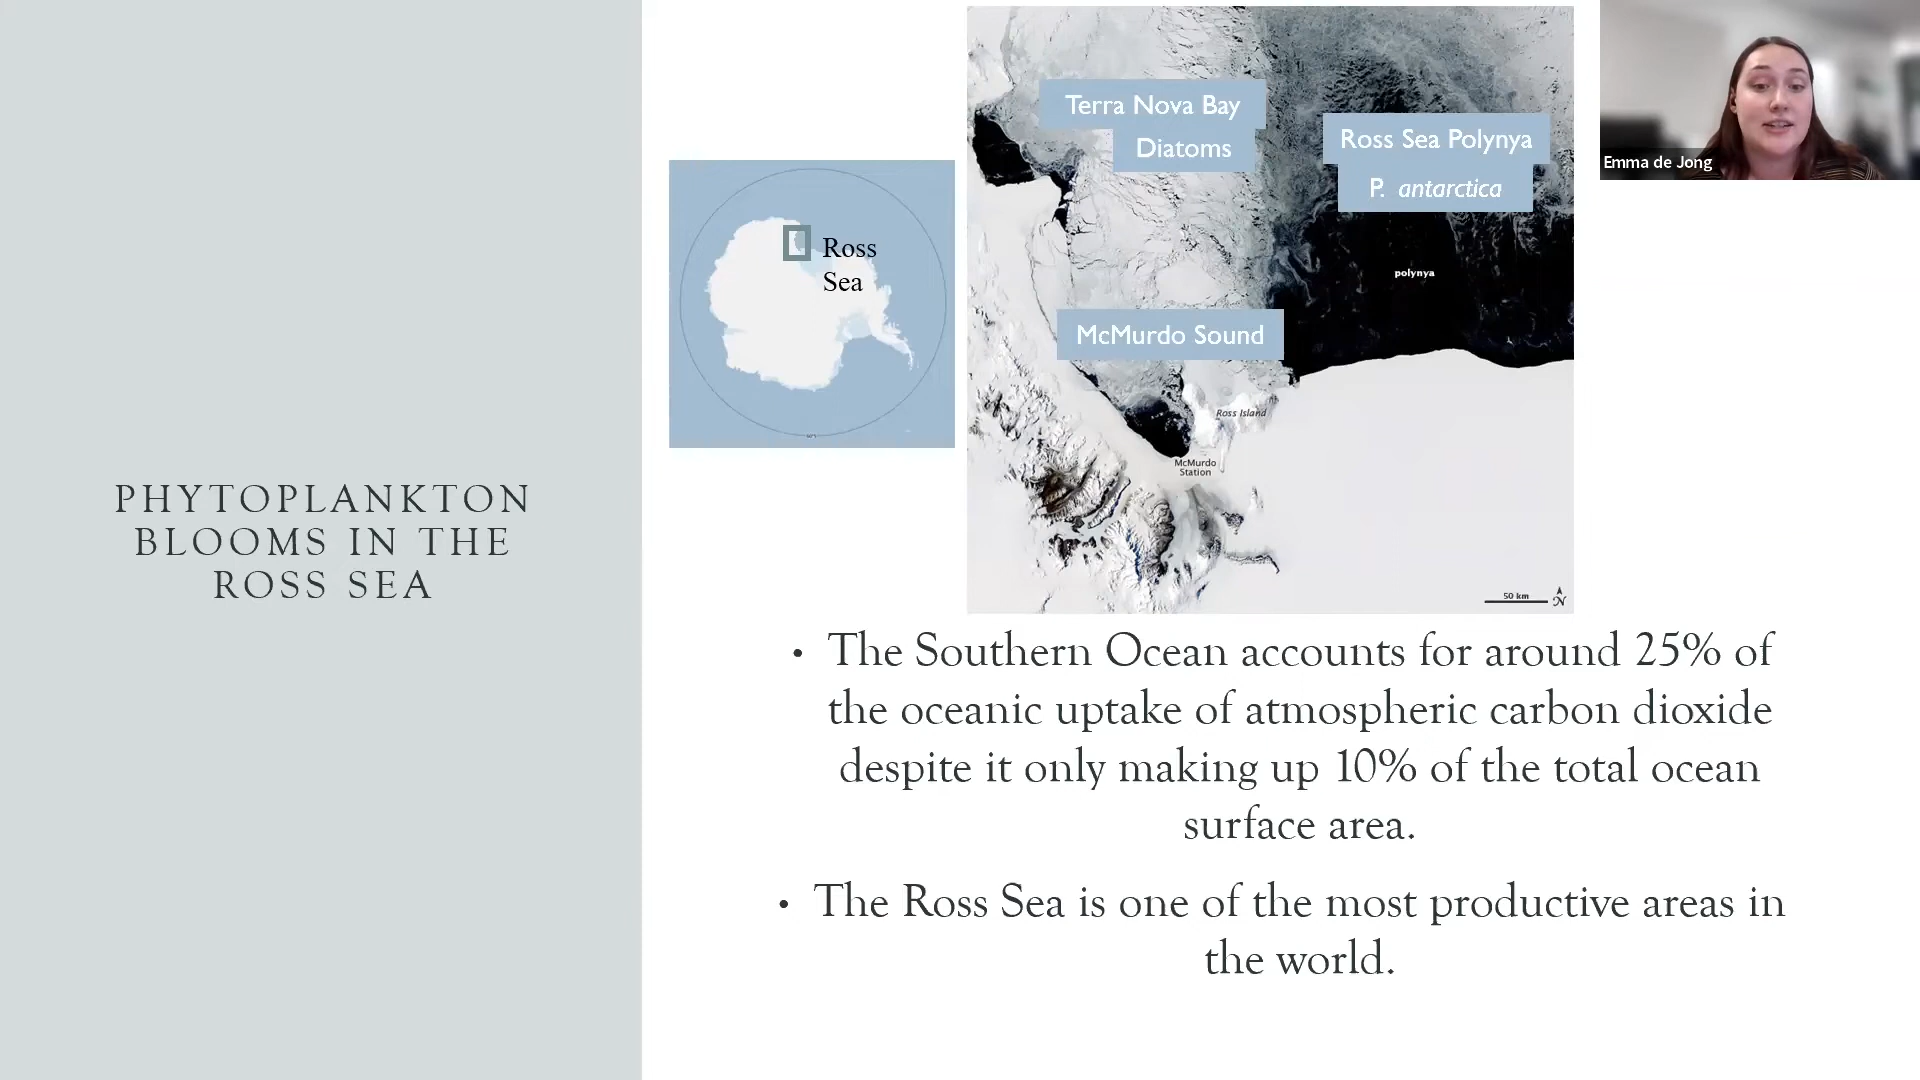 PHYTOPLANKTON
BLOOMS IN THE
ROSS SEA
Ross
Sea
Terra Nova Bay
Diatoms
Ross Sea Polynya
P. antarctica
polynya
McMurdo Sound
Ross Island
McMurdo
Station
50 km
N
Emma de Jong
• The Southern Ocean accounts for around 25% of
the oceanic uptake of atmospheric carbon dioxide
despite it only making up 10% of the total ocean
surface area.
• The Ross Sea is one of the most productive areas in
the world.